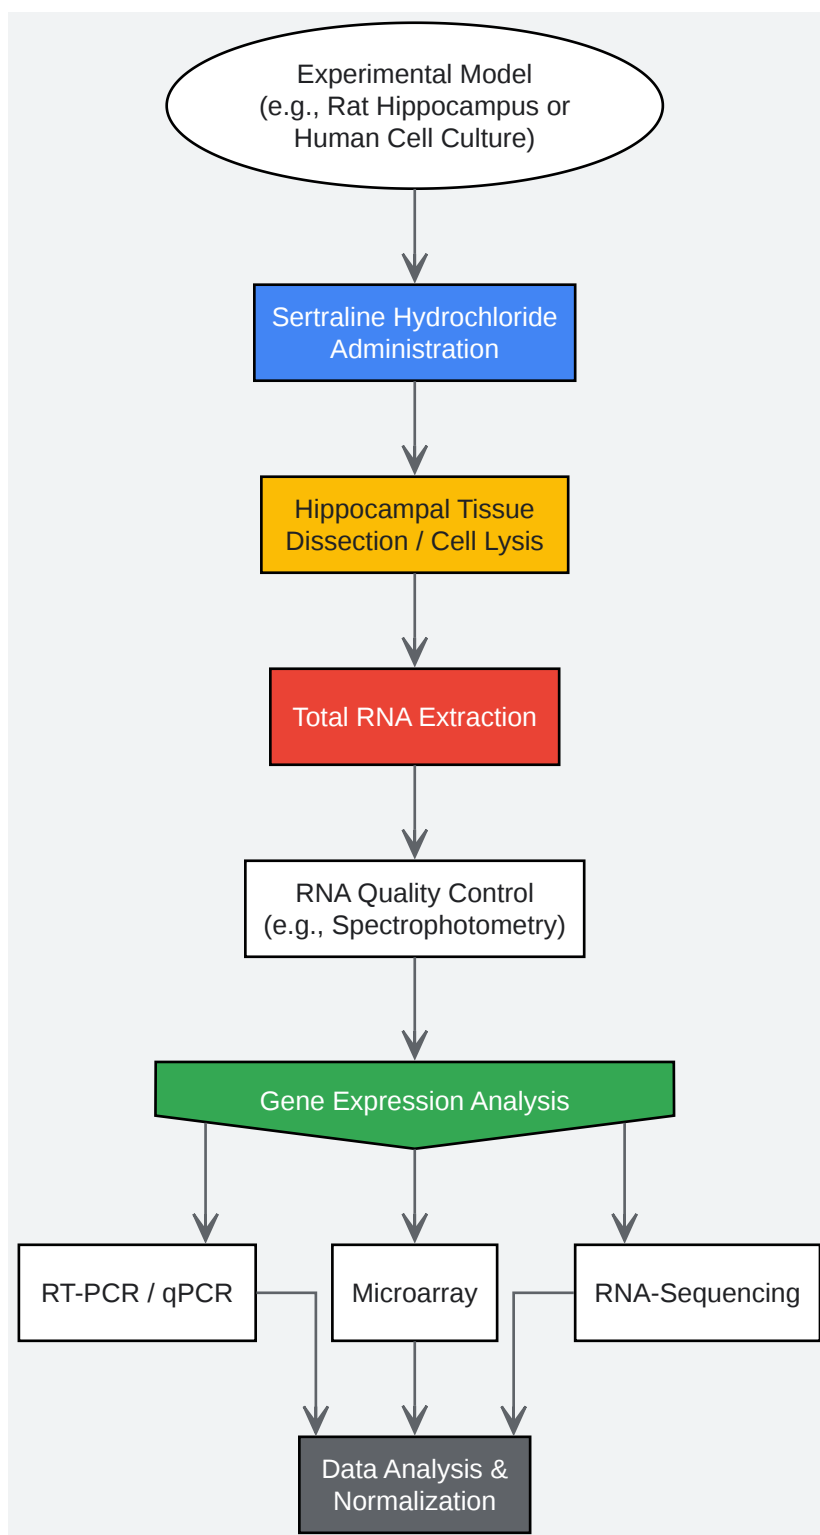 Experimental Model
(e.g., Rat Hippocampus or
Human Cell Culture)
Sertraline Hydrochloride
Administration
Hippocampal Tissue
Dissection / Cell Lysis
Total RNA Extraction
RNA Quality Control
(e.g., Spectrophotometry)
Gene Expression Analysis
RT-PCR / qPCR
Microarray
RNA-Sequencing
Data Analysis &
Normalization